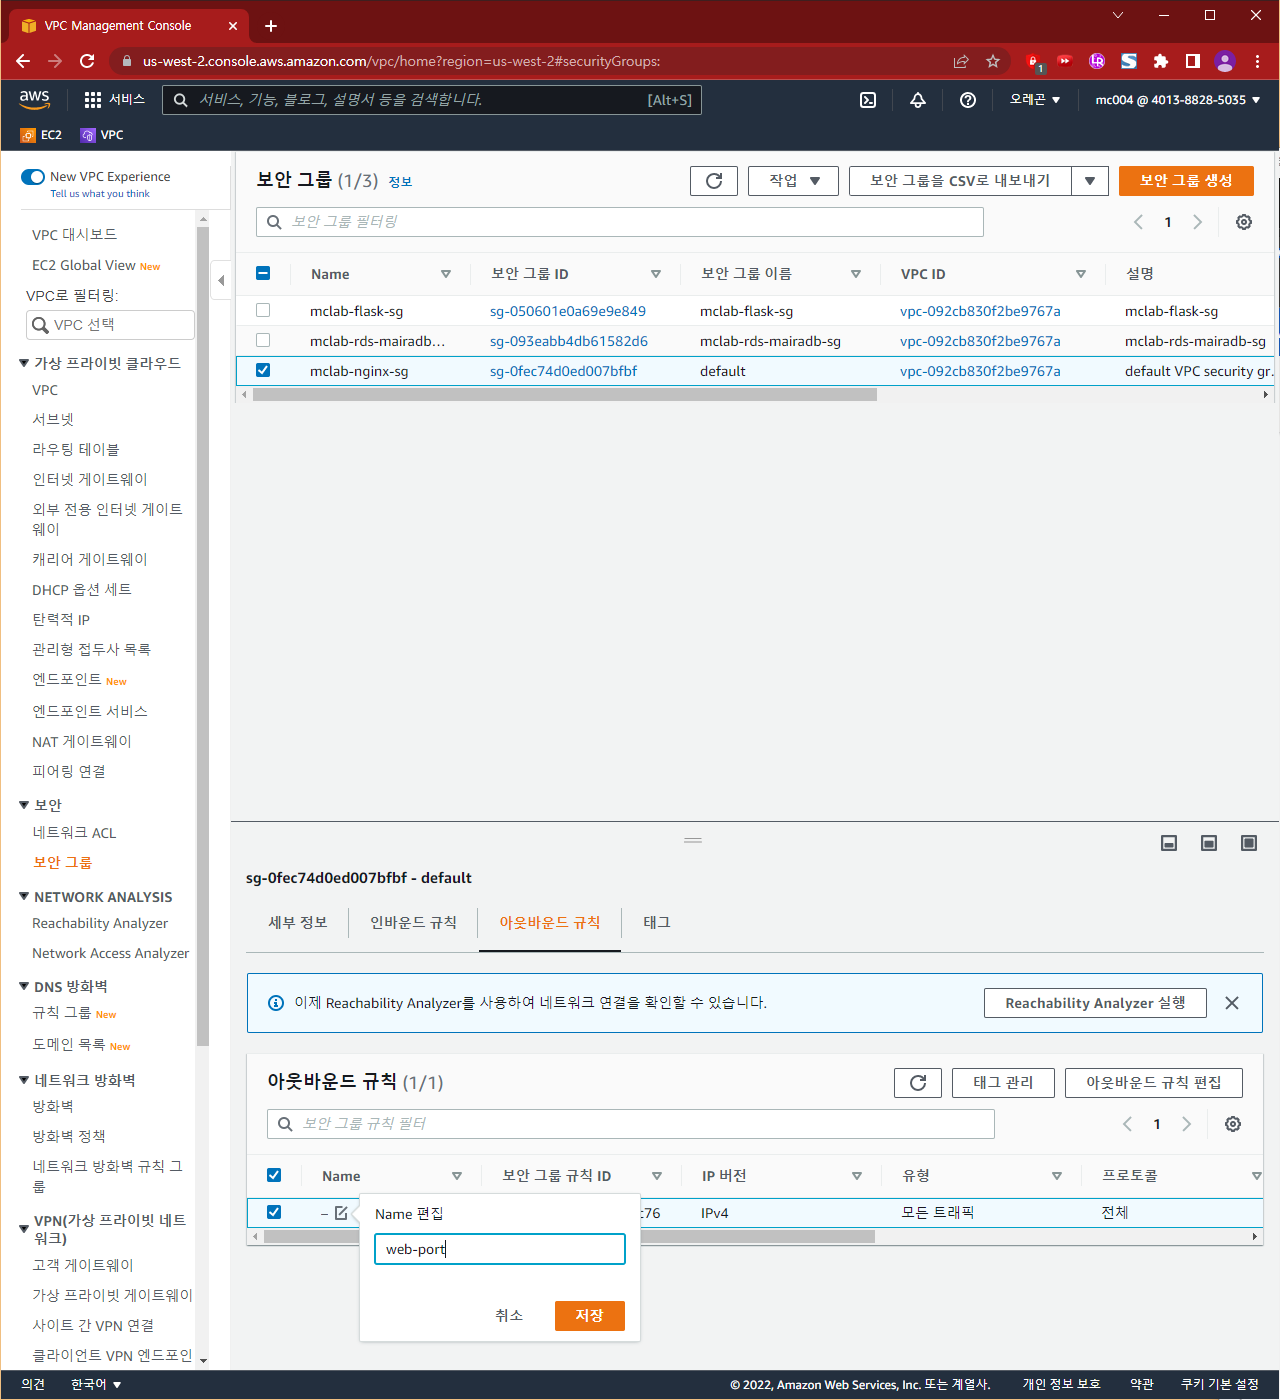 VPC Management Console
us-west-2.console.aws.amazon.com/vpc/home?region=us-west-2#securityGroups:
1
aws
서비스
서비스, 기능, 블로그, 설명서 등을 검색합니다.
[Alt+S]
오레곤
mc004 @ 4013-8828-5035
EC2
VPC
New VPC Experience
Tell us what you think
VPC 대시보드
EC2 Global View New
VPC로 필터링:
VPC 선택
가상 프라이빗 클라우드
VPC
서브넷
라우팅 테이블
인터넷 게이트웨이
외부 전용 인터넷 게이트
웨이
캐리어 게이트웨이
DHCP 옵션 세트
탄력적 IP
관리형 접두사 목록
엔드포인트 New
엔드포인트 서비스
NAT 게이트웨이
피어링 연결
보안
네트워크 ACL
보안 그룹
NETWORK ANALYSIS
Reachability Analyzer
Network Access Analyzer
DNS 방화벽
규칙 그룹 New
도메인 목록 New
네트워크 방화벽
방화벽
방화벽 정책
네트워크 방화벽 규칙 그
룹
VPN(가상 프라이빗 네트
워크)
고객 게이트웨이
가상 프라이빗 게이트웨이
사이트 간 VPN 연결
클라이언트 VPN 엔드포인
보안 그룹 (1/3) 정보
작업
보안 그룹을 CSV로 내보내기
보안 그룹 생성
보안 그룹 필터링
1
Name 보안 그룹 ID 보안 그룹 이름 VPC ID 설명
mclab-flask-sg sg-050601e0a69e9e849 mclab-flask-sg vpc-092cb830f2be9767a mclab-flask-sg
mclab-rds-mairadb... sg-093eabb4db61582d6 mclab-rds-mairadb-sg vpc-092cb830f2be9767a mclab-rds-mairadb-sg
mclab-nginx-sg sg-0fec74d0ed007bfbf default vpc-092cb830f2be9767a default VPC security gr.
sg-0fec74d0ed007bfbf - default
세부 정보 인바운드 규칙 아웃바운드 규칙 태그
이제 Reachability Analyzer를 사용하여 네트워크 연결을 확인할 수 있습니다.
Reachability Analyzer 실행
아웃바운드 규칙 (1/1)
태그 관리
아웃바운드 규칙 편집
보안 그룹 규칙 필터
1
Name 보안 그룹 규칙 ID IP 버전 유형 프로토콜
– c76 IPv4 모든 트래픽 전체
Name 편집
web-port
취소
저장
의견
한국어
© 2022, Amazon Web Services, Inc. 또는 계열사.
개인 정보 보호
약관
쿠키 기본 설정